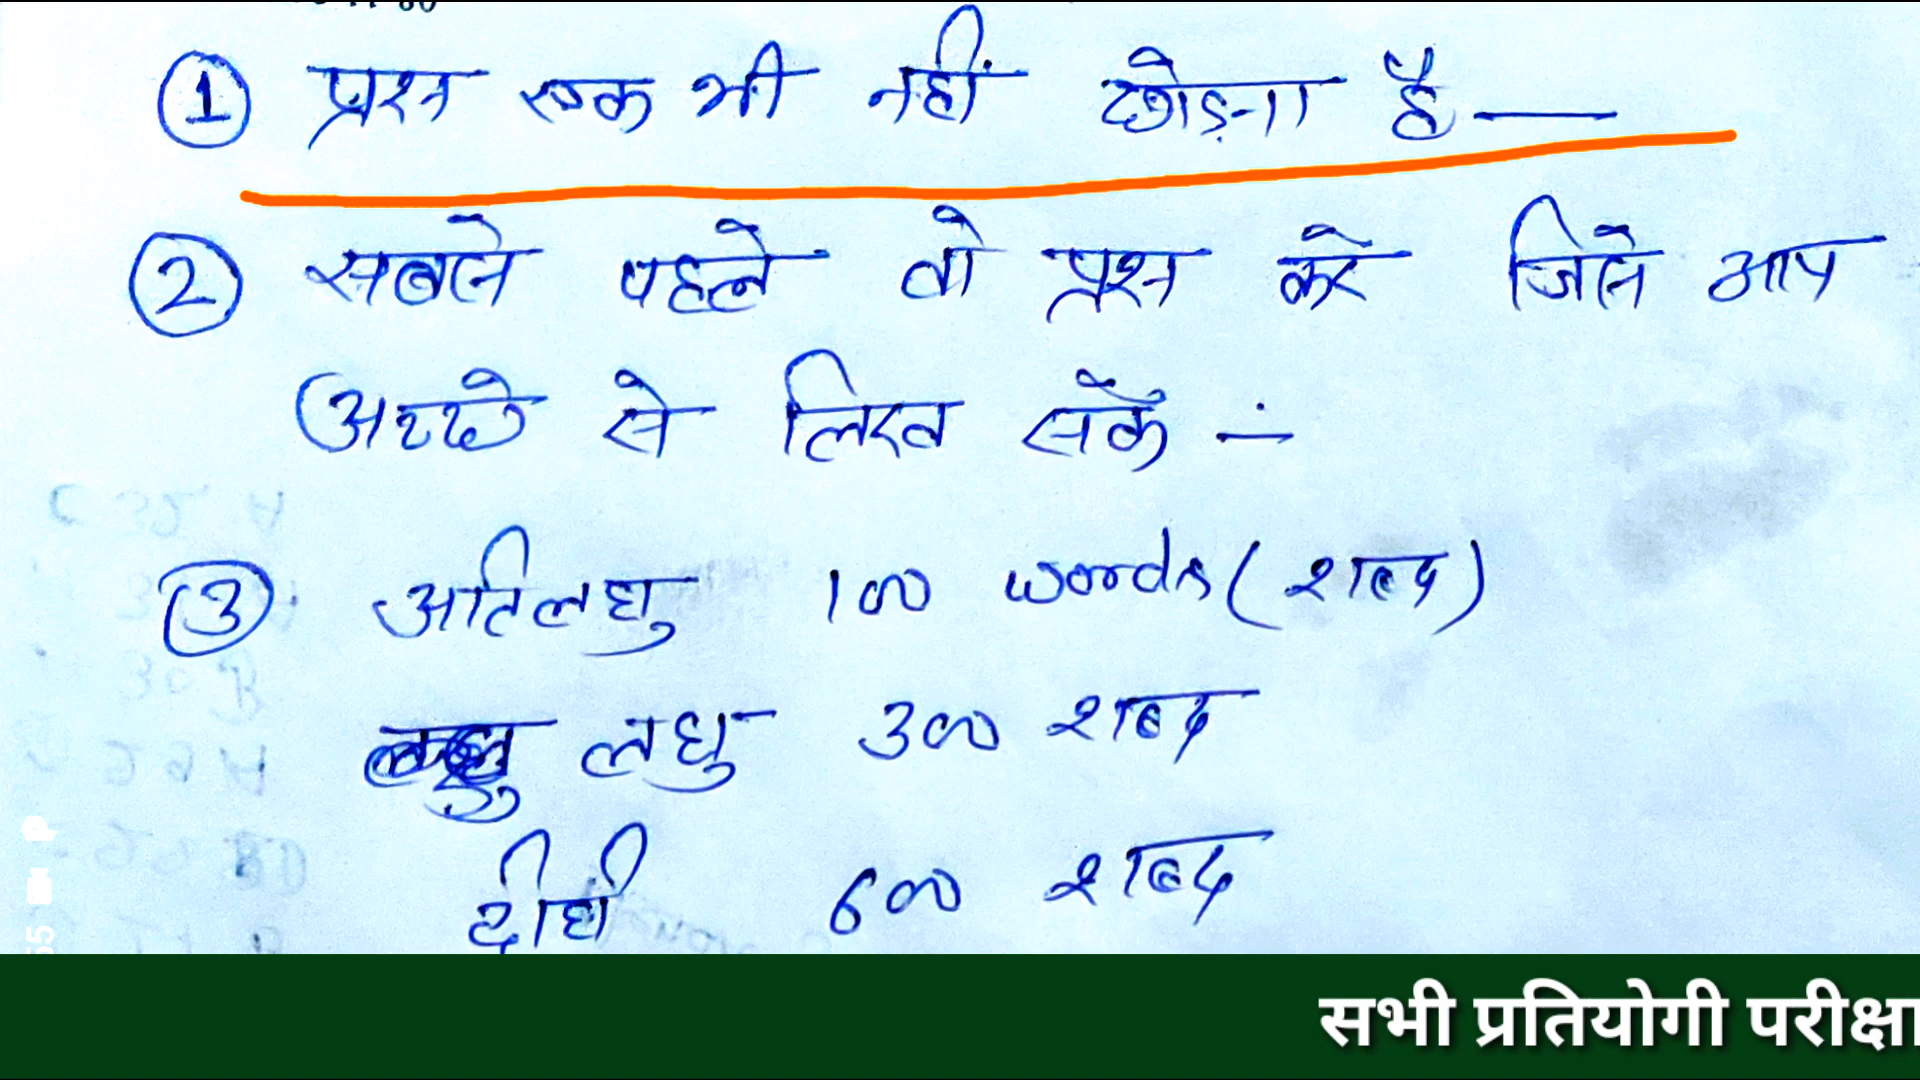 ① प्रश्न एक भी नहीं छोड़ना है —
② सबसे पहले वो प्रश्न करे जिसे आप
अच्छे से लिख सकें :-
③ अतिलघु 100 words (शब्द)
लघु 300 शब्द
दीर्घ 600 शब्द
सभी प्रतियोगी परीक्षा